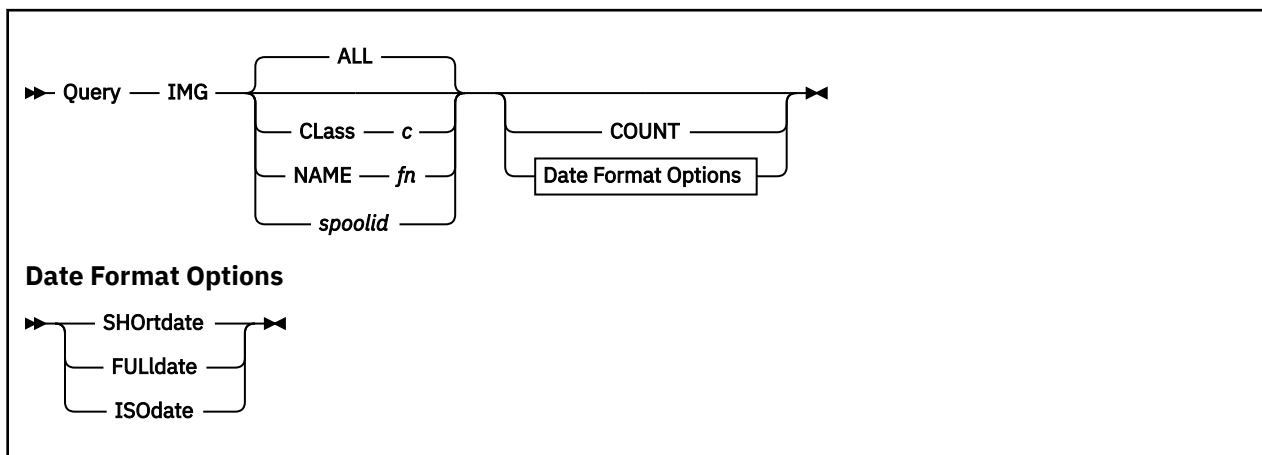 ALL
Query IMG
CLass c
COUNT
NAME fn
Date Format Options
spoolid
Date Format Options
SHOrtdate
FULldate
ISOdate